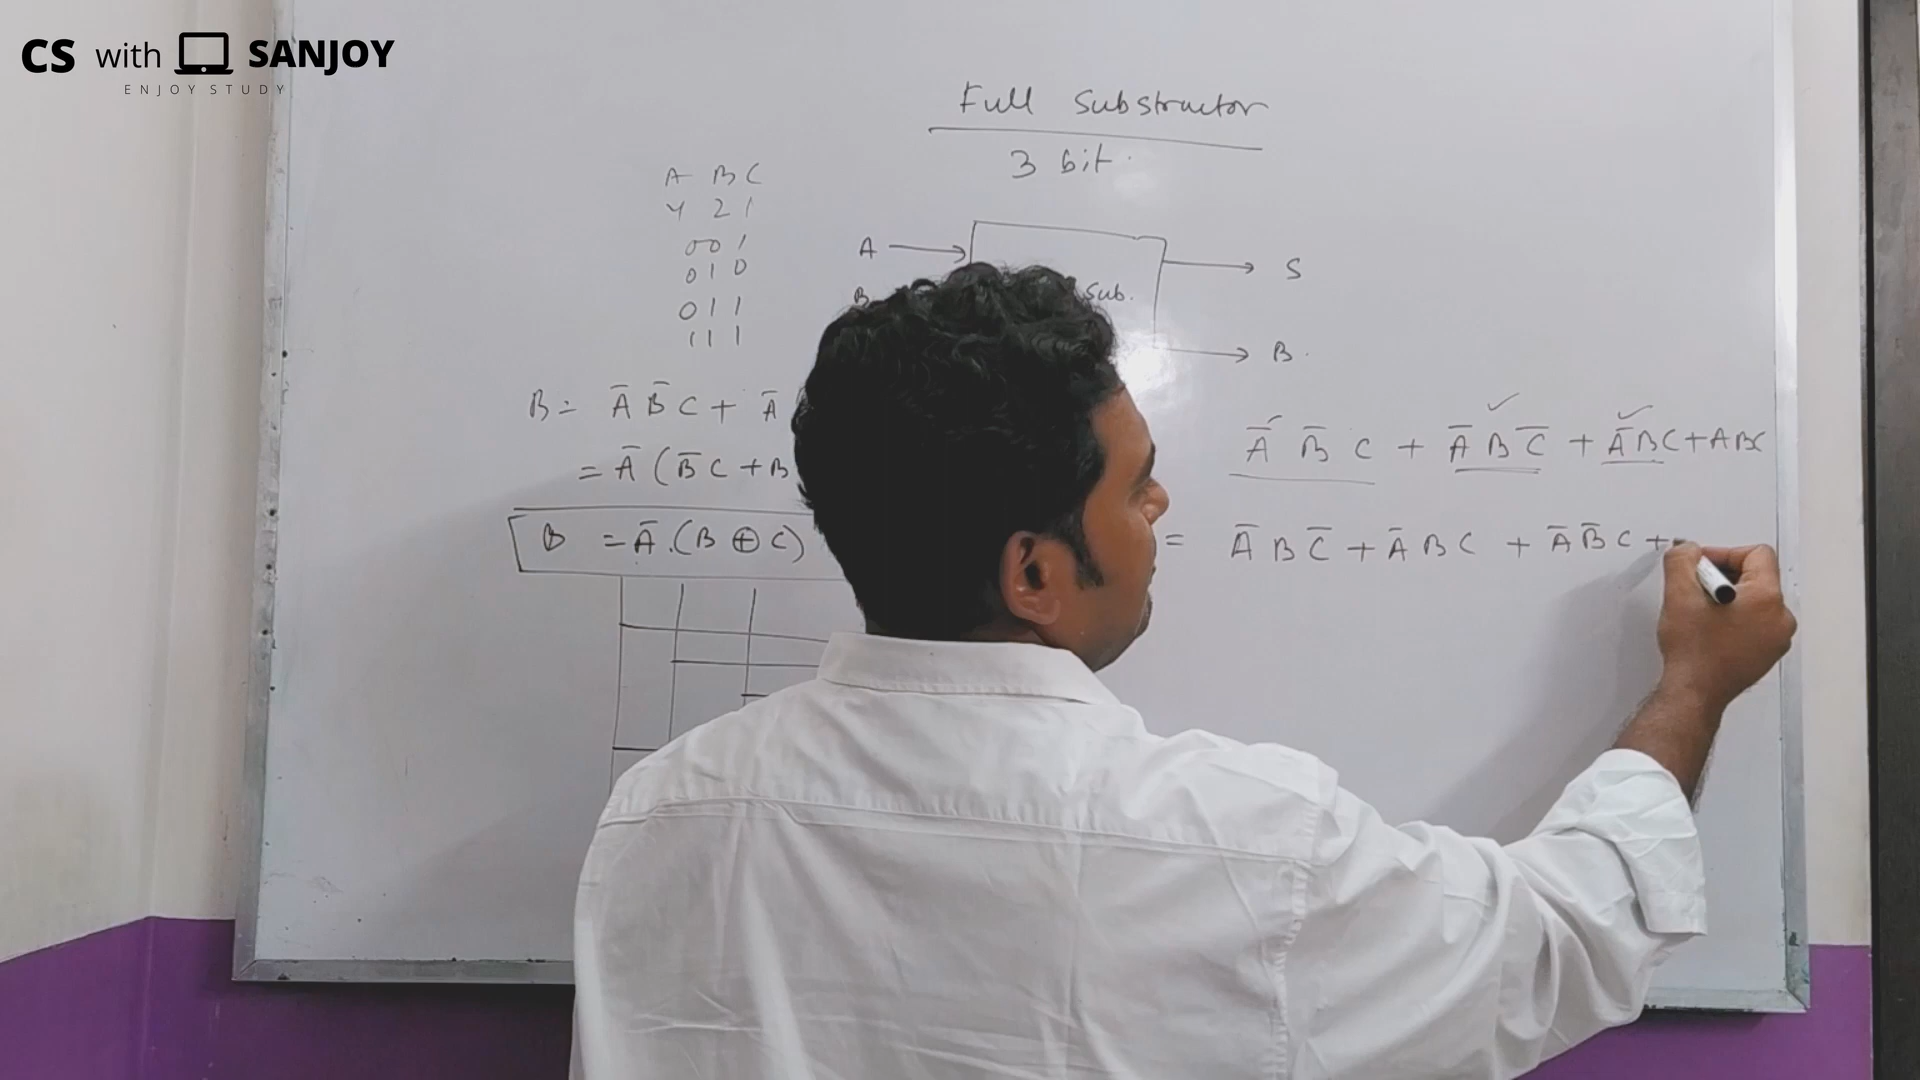 CS with SANJOY
ENJOY STUDY
Full Substructor
3 bit.
A B C
4 2 1
0 0 1
0 1 0
0 1 1
1 1 1
A
S
B
Sub.
B.
B = A̅ B̅ C + A̅
= A̅ (B̅ C + B
B = A̅.(B ⊕ C)
A̅ B̅ C + A̅ B C̅ + A̅ B C + A B C
= A̅ B C̅ + A̅ B C + A̅ B̅ C +